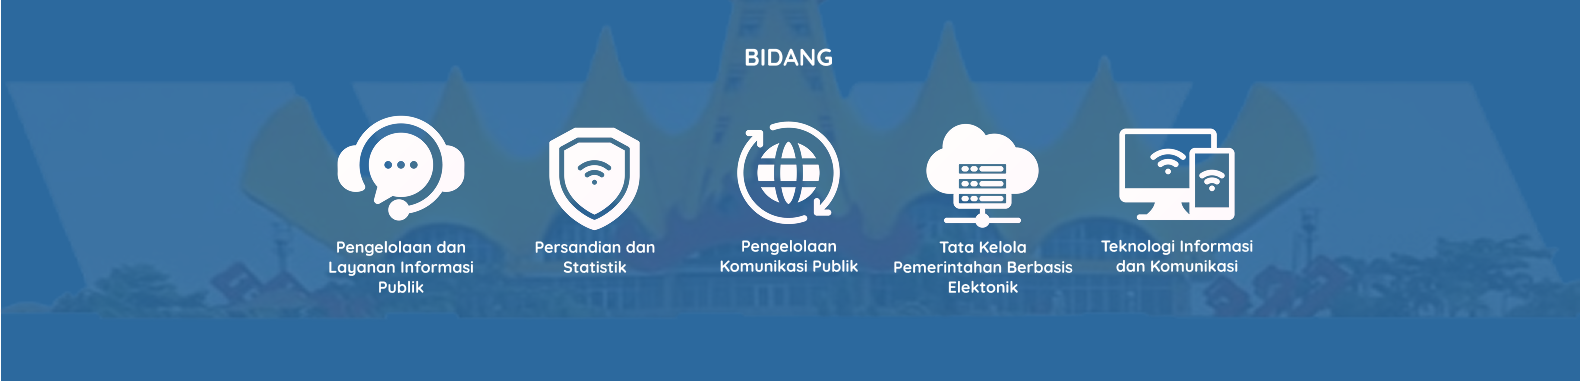 BIDANG
Pengelolaan dan
Layanan Informasi
Publik
Persandian dan
Statistik
Pengelolaan
Komunikasi Publik
Tata Kelola
Pemerintahan Berbasis
Elektonik
Teknologi Informasi
dan Komunikasi